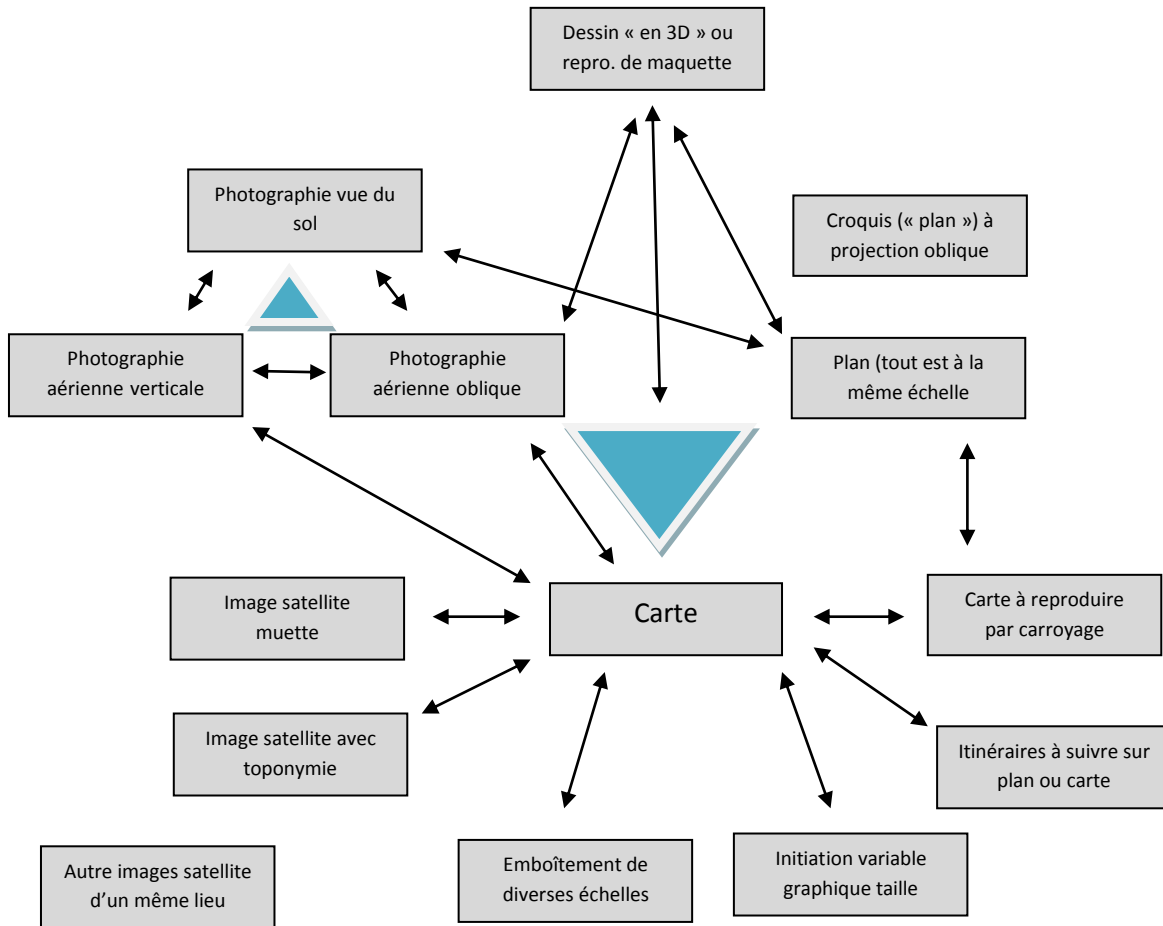 Dessin « en 3D » ou
repro. de maquette
Photographie vue du
sol
Croquis (« plan ») à
projection oblique
Photographie
aérienne verticale
Photographie
aérienne oblique
Plan (tout est à la
même échelle
Image satellite
muette
Carte
Carte à reproduire
par carroyage
Image satellite avec
toponymie
Itinéraires à suivre sur
plan ou carte
Autre images satellite
d’un même lieu
Emboîtement de
diverses échelles
Initiation variable
graphique taille